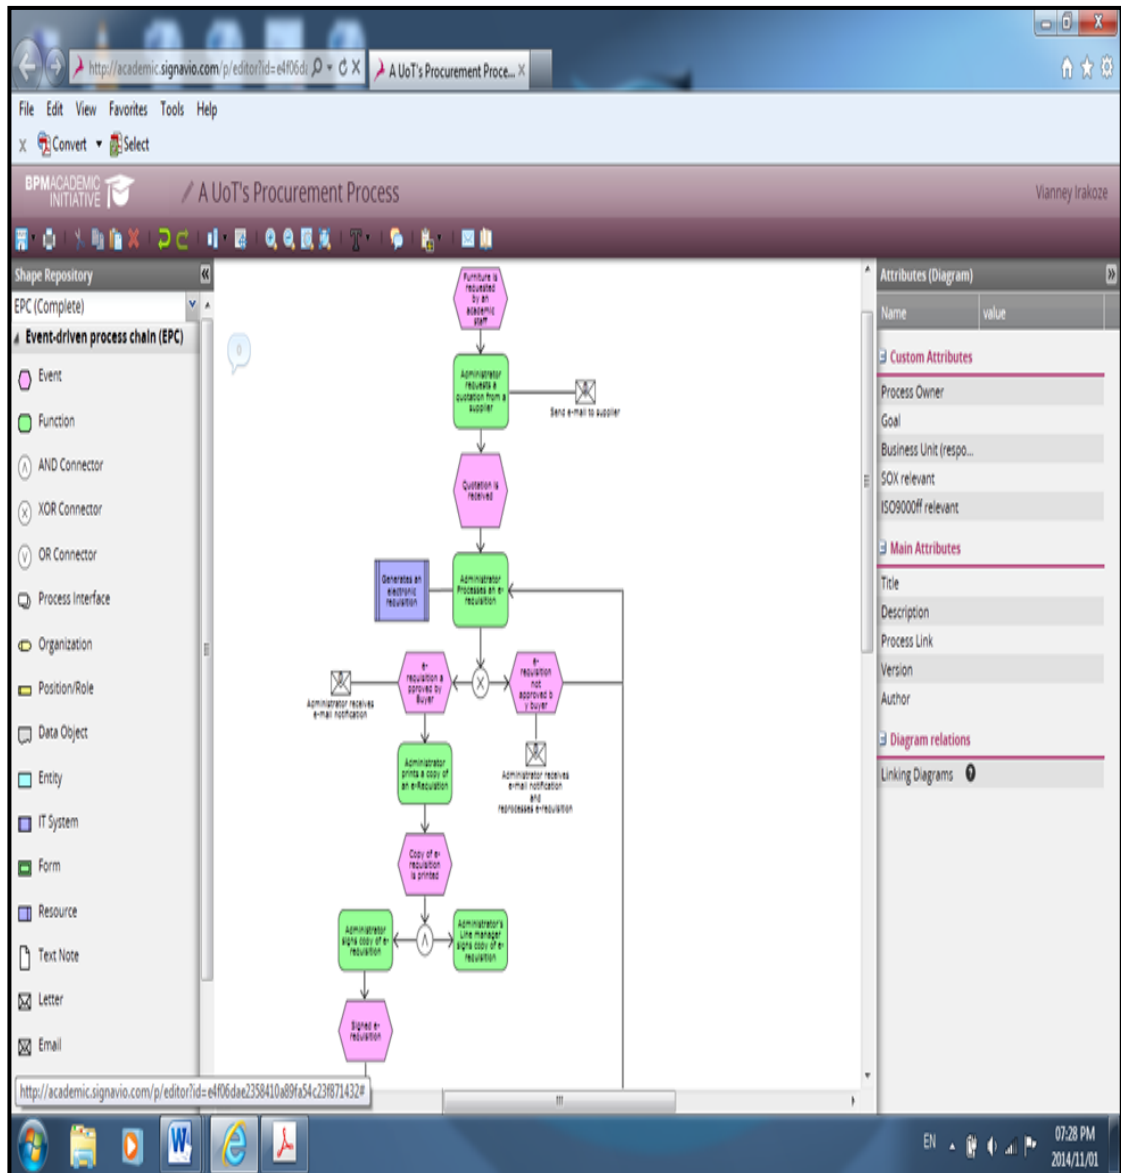 http://academic.signavio.com/p/editor?id=e4f06d
A UoT's Procurement Proce...
File Edit View Favorites Tools Help
x Convert Select
BPMACADEMIC
INITIATIVE
A UoT's Procurement Process
Vianney Irakoze
Shape Repository
EPC (Complete)
Event-driven process chain (EPC)
Event
Function
AND Connector
XOR Connector
OR Connector
Process Interface
Organization
Position/Role
Data Object
Entity
IT System
Form
Resource
Text Note
Letter
Email
http://academic.signavio.com/p/editor?id=e4f06dae2358410a89fa54c23f871432#
0
Furniture is
requested
by an
academic
staff
Administrator
requests a
quotation from a
supplier
Send e-mail to supplier
Quotation is
received
Generates an
electronic
requisition
Administrator
Processes an e-
requisition
e-
requisition a
pproved by
Buyer
X
e-
requisition
not
approved b
y buyer
Administrator receives
e-mail notification
Administrator
prints a copy of
an e-Requistion
Administrator receives
e-mail notification
and
reprocesses e-requisition
Copy of e-
requisition
is printed
Administrator
signs copy of e-
requisition
Λ
Administrator's
Line manager
signs copy of e-
requisition
Signed e-
requisition
Attributes (Diagram)
Name value
Custom Attributes
Process Owner
Goal
Business Unit (respo...
SOX relevant
ISO9000ff relevant
Main Attributes
Title
Description
Process Link
Version
Author
Diagram relations
Linking Diagrams ?
EN
07:28 PM
2014/11/01